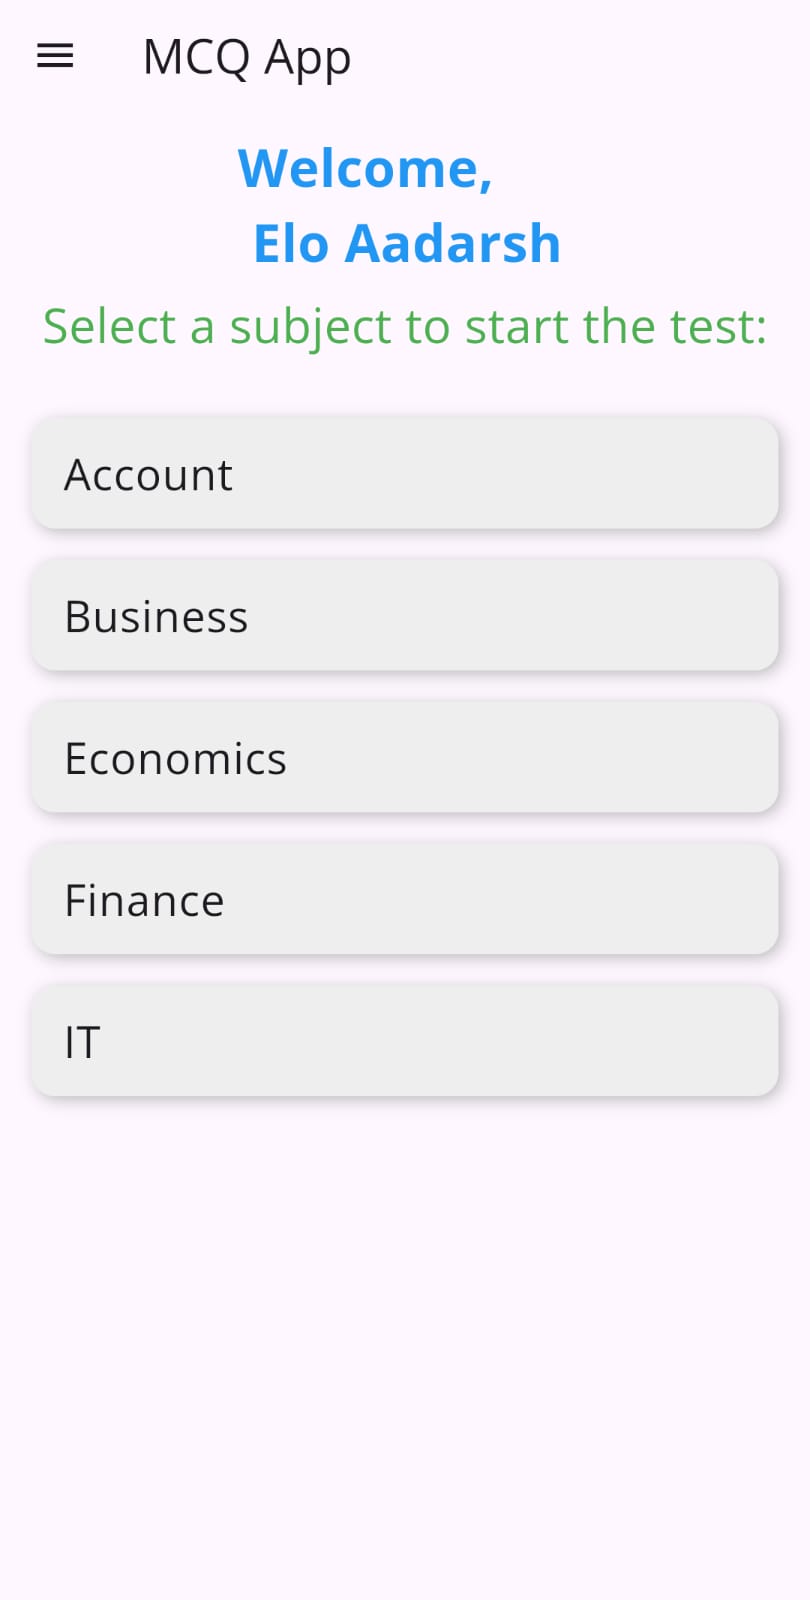 MCQ App
Welcome,
Elo Aadarsh
Select a subject to start the test:
Account
Business
Economics
Finance
IT